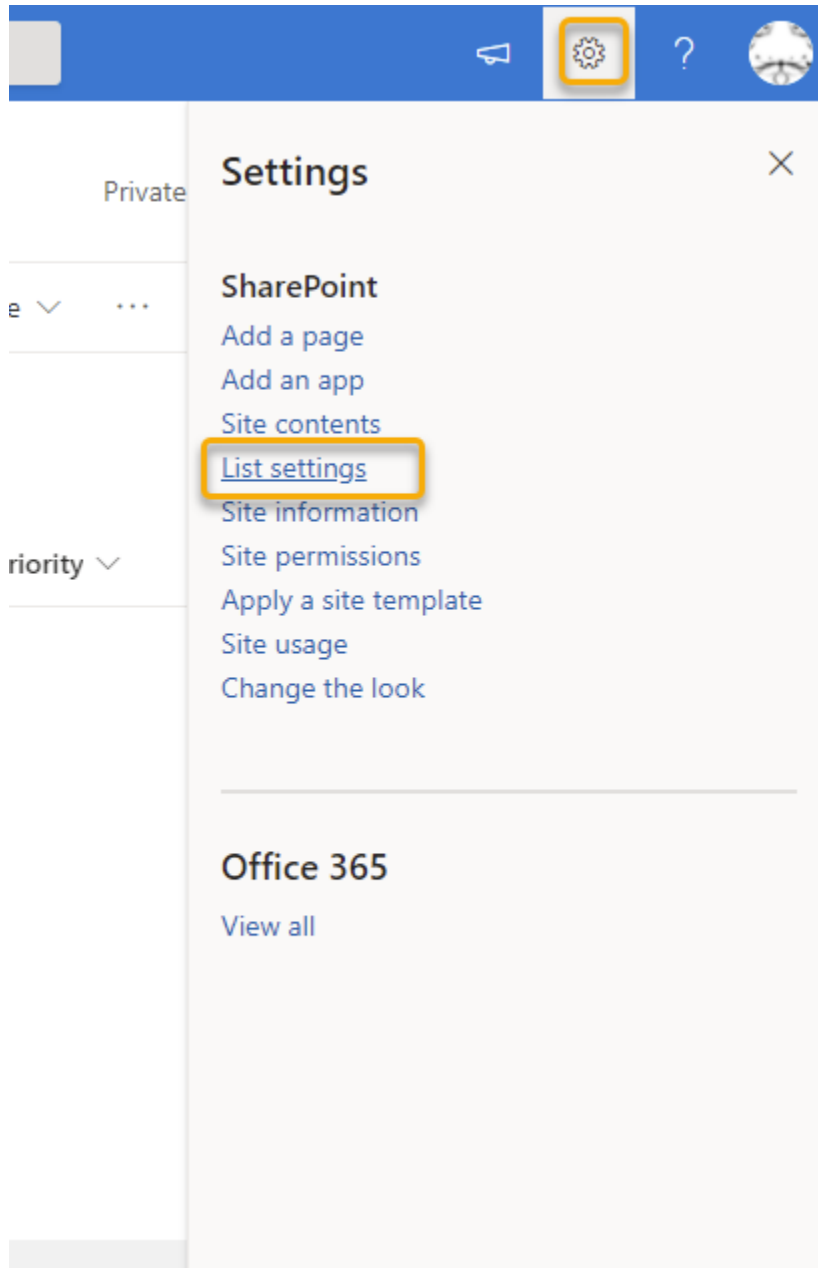 ?
Settings
Private
SharePoint
e
...
Add a page
Add an app
Site contents
List settings
Site information
riority
Site permissions
Apply a site template
Site usage
Change the look
Office 365
View all